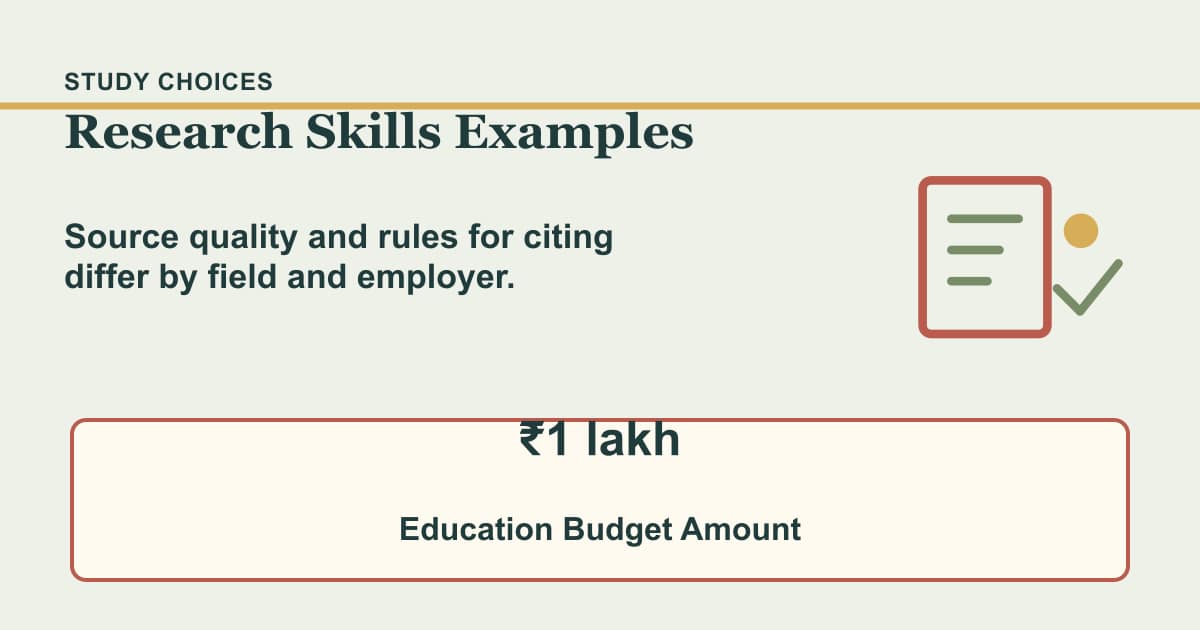 STUDY CHOICES
Research Skills Examples
Source quality and rules for citing
differ by field and employer.
₹1 lakh
Education Budget Amount